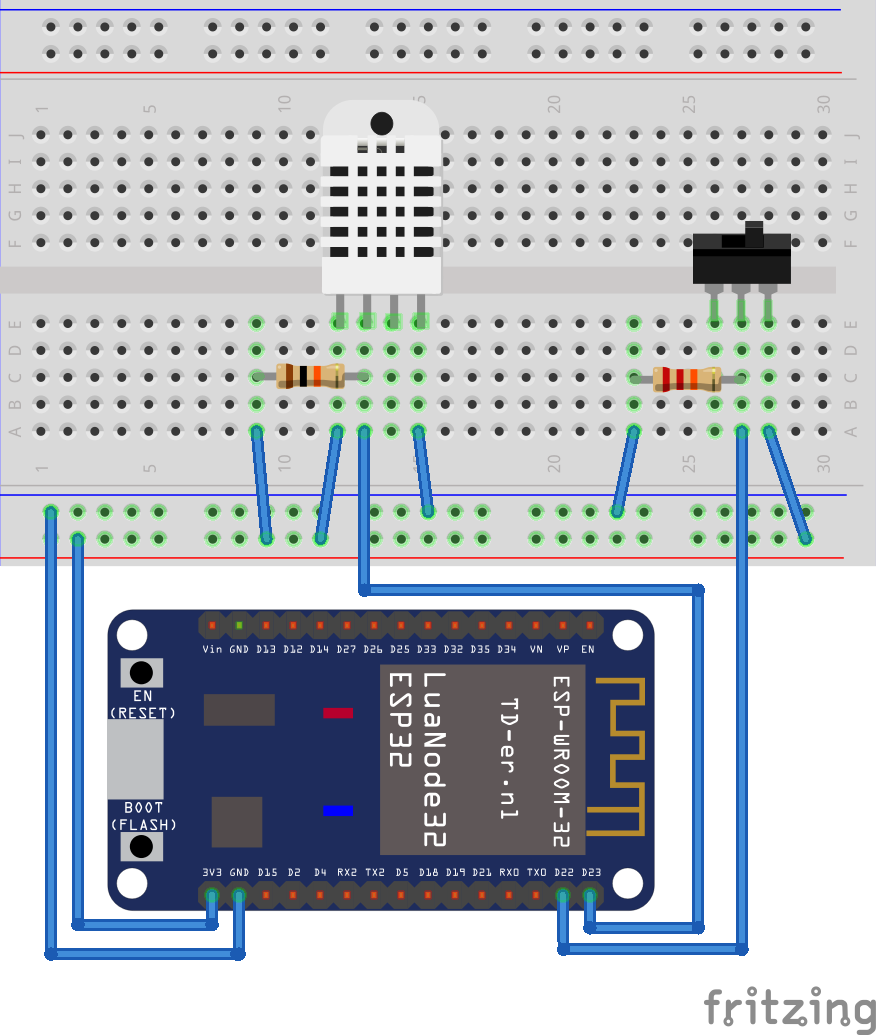 1 5 10 5 20 25 30
J J
I I
H H
G G
F F
E E
D D
C C
B B
A A
1 5 10 20 25 30
Vin GND D13 D12 D14 D27 D26 D25 D33 D32 D35 D34 VN VP EN
EN
(RESET)
BOOT
(FLASH)
ESP32
LuaNode32
TD-er.nl
ESP-WROOM-32
3V3 GND D15 D2 D4 RX2 TX2 D5 D18 D19 D21 RX0 TX0 D22 D23
fritzing